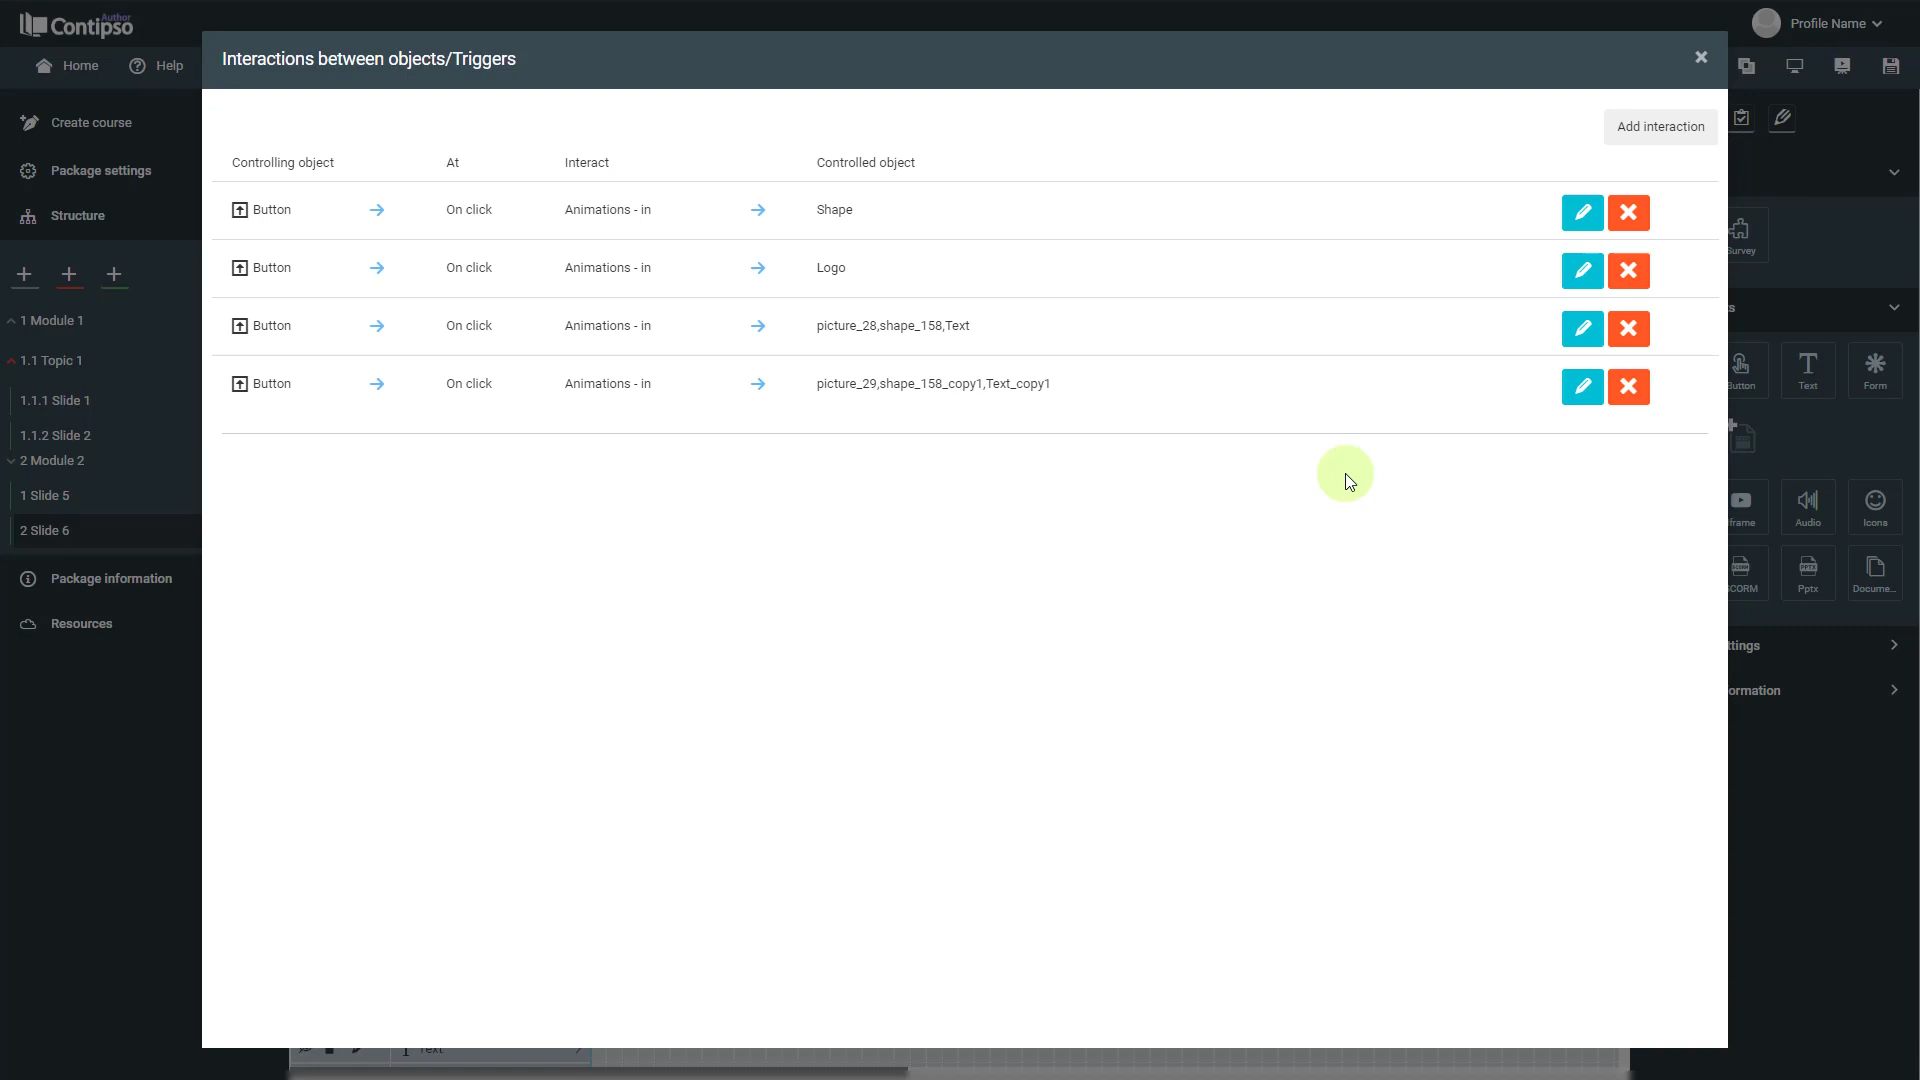 Contipso
Author
Profile Name
Home
Help
Interactions between objects/Triggers
Create course
Package settings
Structure
1 Module 1
1.1 Topic 1
1.1.1 Slide 1
1.1.2 Slide 2
2 Module 2
1 Slide 5
2 Slide 6
Package information
Resources
Add interaction
Controlling object At Interact Controlled object
Button On click Animations - in Shape
Button On click Animations - in Logo
Button On click Animations - in picture_28,shape_158,Text
Button On click Animations - in picture_29,shape_158_copy1,Text_copy1
urvey
s
Button Text Form
iframe Audio Icons
SCORM Pptx Docume...
ttings
ormation
Text